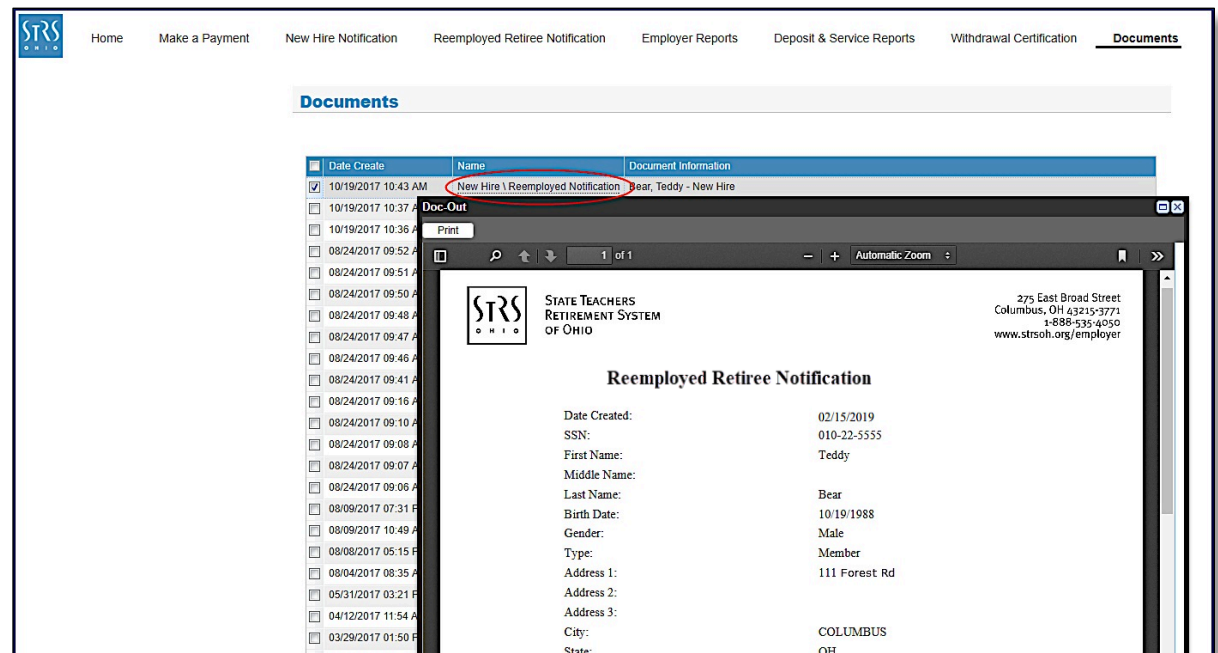 STRS
OHIO
Home Make a Payment New Hire Notification Reemployed Retiree Notification Employer Reports Deposit & Service Reports Withdrawal Certification Documents
Documents
Date Create Name Document Information
10/19/2017 10:43 AM New Hire \ Reemployed Notification Bear, Teddy - New Hire
10/19/2017 10:37 A
10/19/2017 10:36 A
08/24/2017 09:52 A
08/24/2017 09:51 A
08/24/2017 09:50 A
08/24/2017 09:48 A
08/24/2017 09:47 A
08/24/2017 09:46 A
08/24/2017 09:41 A
08/24/2017 09:16 A
08/24/2017 09:10 A
08/24/2017 09:08 A
08/24/2017 09:07 A
08/24/2017 09:06 A
08/09/2017 07:31 P
08/09/2017 10:49 A
08/08/2017 05:15 P
08/04/2017 08:35 A
05/31/2017 03:21 P
04/12/2017 11:54 A
03/29/2017 01:50 P
Doc-Out
Print
1 of 1 Automatic Zoom
STRS
OHIO
STATE TEACHERS
RETIREMENT SYSTEM
OF OHIO
275 East Broad Street
Columbus, OH 43215-3771
1-888-535-4050
www.strsoh.org/employer
Reemployed Retiree Notification
Date Created: 02/15/2019
SSN: 010-22-5555
First Name: Teddy
Middle Name:
Last Name: Bear
Birth Date: 10/19/1988
Gender: Male
Type: Member
Address 1: 111 Forest Rd
Address 2:
Address 3:
City: COLUMBUS
State: OH